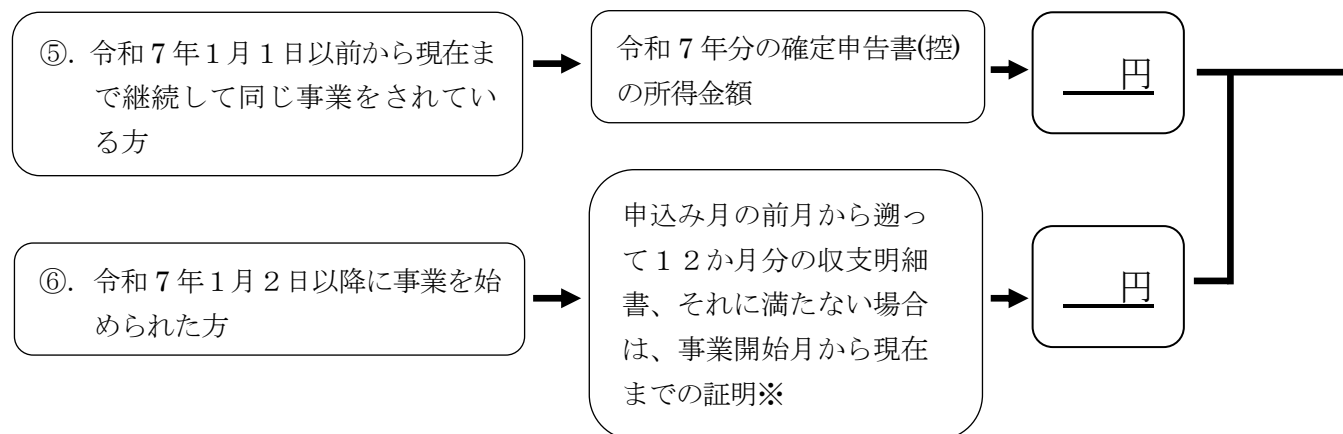 ⑤. 令和７年１月１日以前から現在ま
で継続して同じ事業をされてい
る方
令和７年分の確定申告書(控)
の所得金額
円
⑥. 令和７年１月２日以降に事業を始
められた方
申込み月の前月から遡っ
て１２か月分の収支明細
書、それに満たない場合
は、事業開始月から現在
までの証明※
円